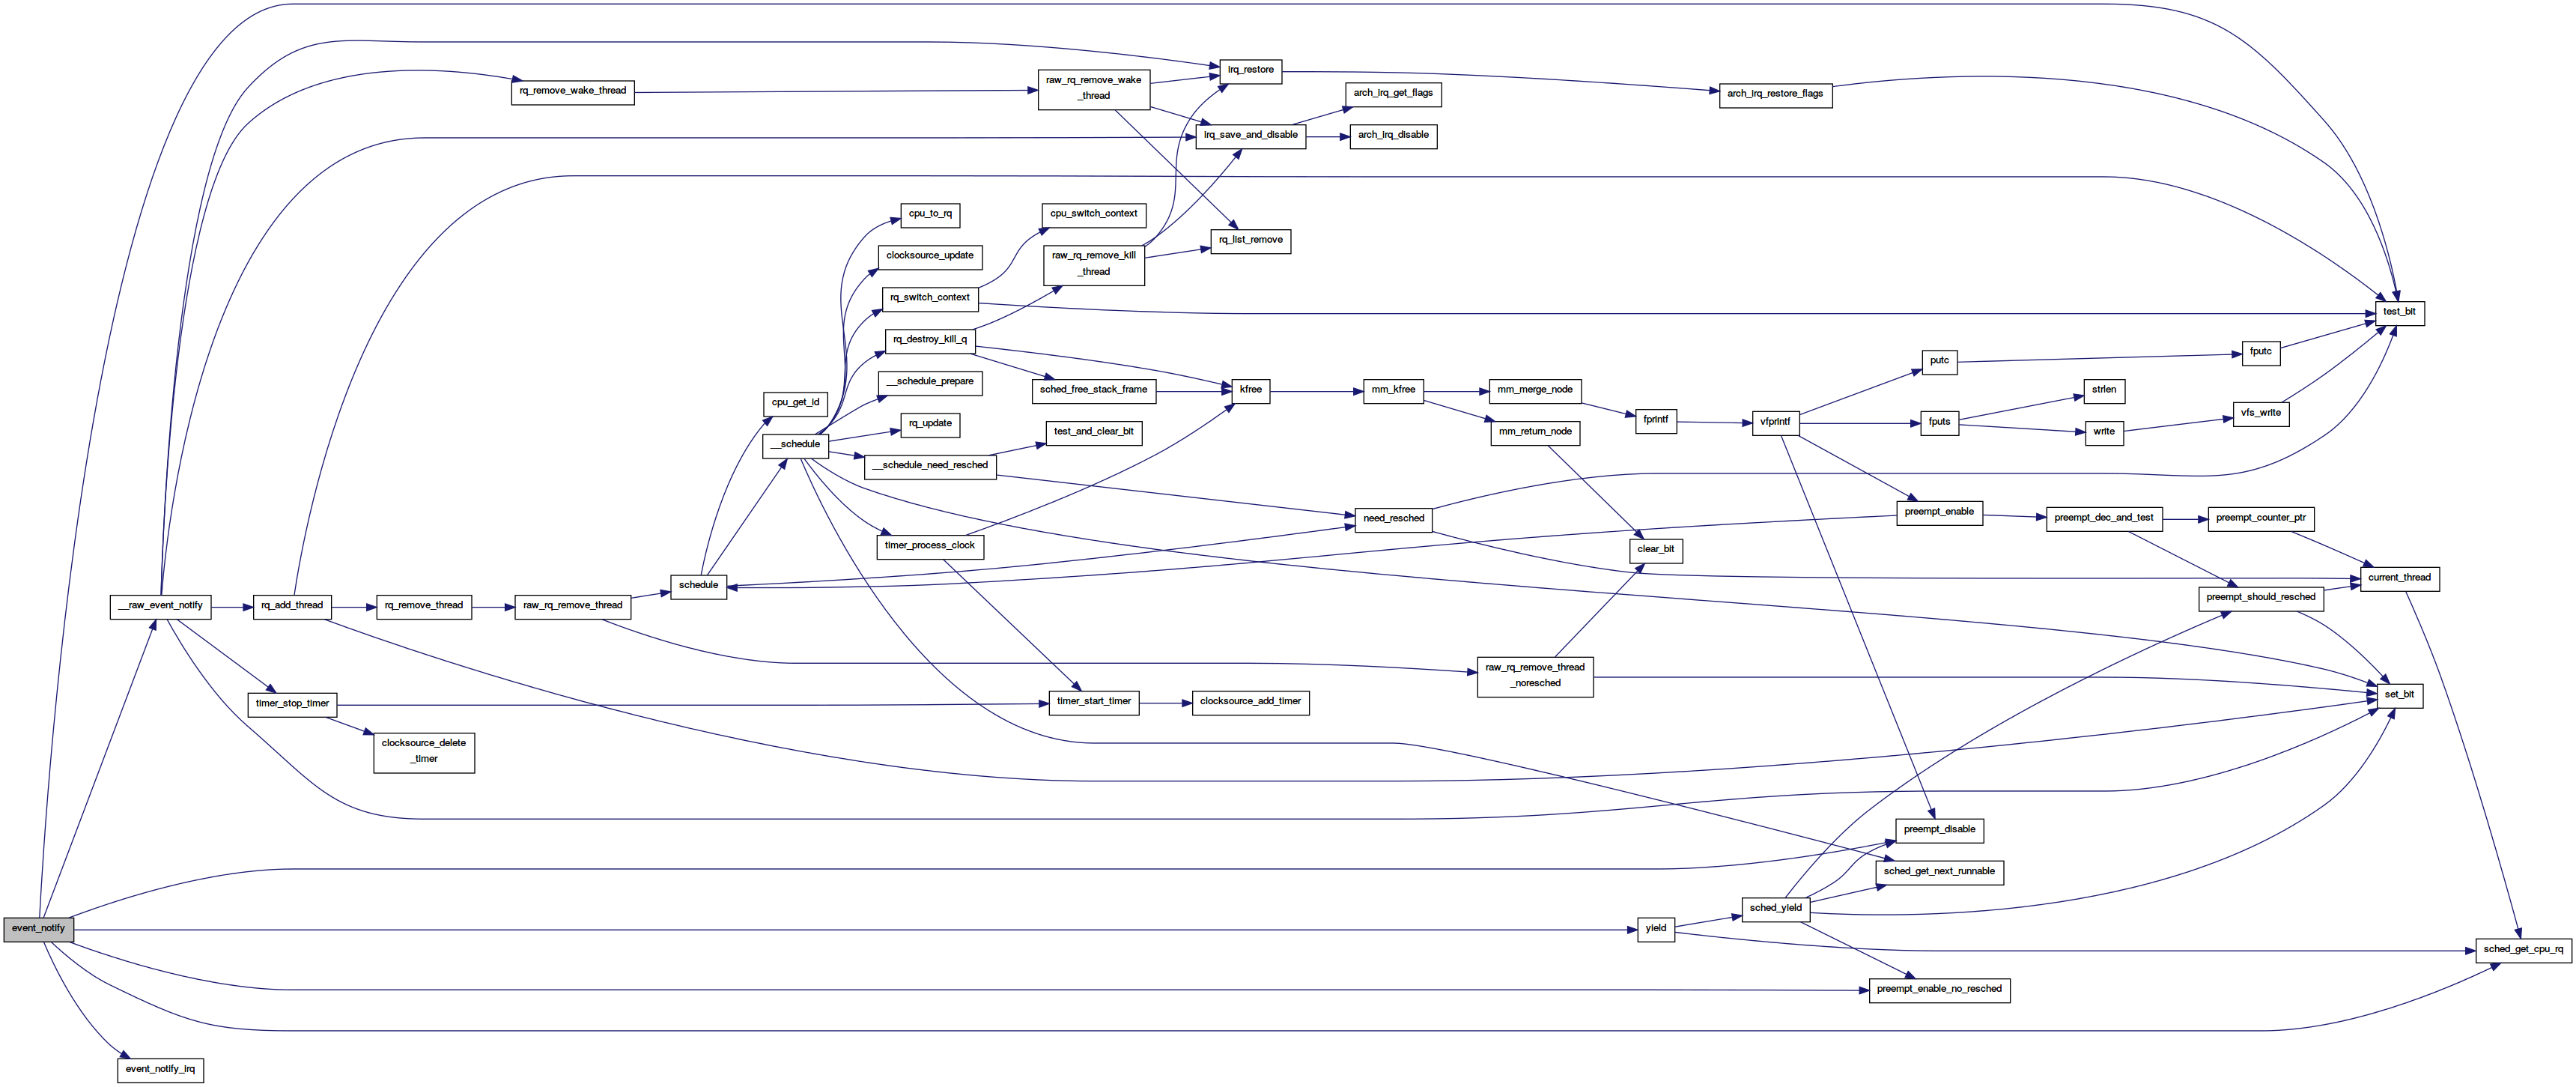 irq_restore
raw_rq_remove_wake
_thread
rq_remove_wake_thread
arch_irq_get_flags
arch_irq_restore_flags
irq_save_and_disable
arch_irq_disable
cpu_to_rq
cpu_switch_context
rq_list_remove
clocksource_update
raw_rq_remove_kill
_thread
rq_switch_context
test_bit
rq_destroy_kill_q
fputc
putc
__schedule_prepare
sched_free_stack_frame
kfree
mm_kfree
mm_merge_node
strlen
cpu_get_id
vfs_write
rq_update
fprintf
vfprintf
fputs
test_and_clear_bit
mm_return_node
write
__schedule
__schedule_need_resched
preempt_enable
need_resched
preempt_dec_and_test
preempt_counter_ptr
timer_process_clock
clear_bit
current_thread
schedule
preempt_should_resched
__raw_event_notify
rq_add_thread
rq_remove_thread
raw_rq_remove_thread
raw_rq_remove_thread
_noresched
set_bit
timer_stop_timer
timer_start_timer
clocksource_add_timer
clocksource_delete
_timer
preempt_disable
sched_get_next_runnable
sched_yield
event_notify
yield
sched_get_cpu_rq
preempt_enable_no_resched
event_notify_irq